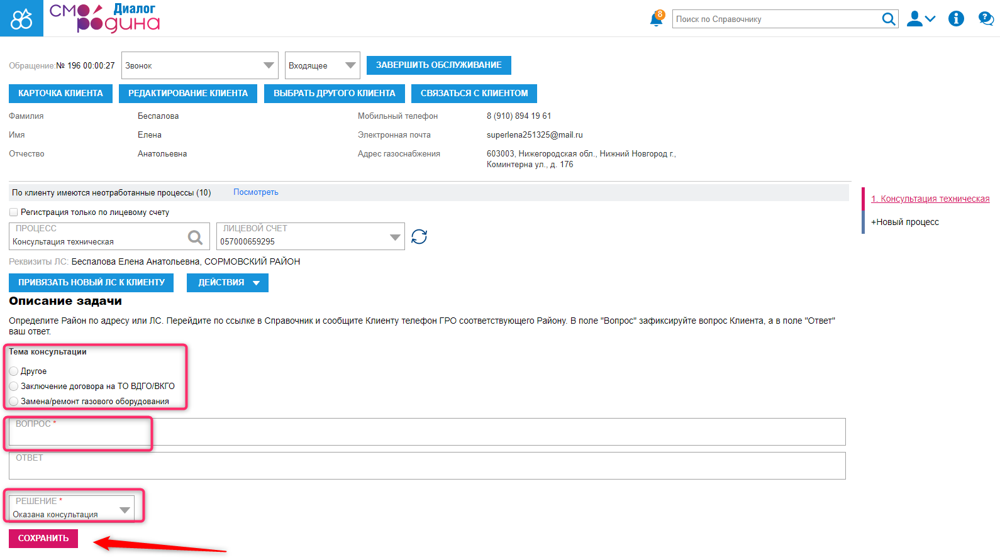 СМОРОДИНА Диалог
8
Поиск по Справочнику
Обращение:№ 196 00:00:27
Звонок
Входящее
ЗАВЕРШИТЬ ОБСЛУЖИВАНИЕ
КАРТОЧКА КЛИЕНТА
РЕДАКТИРОВАНИЕ КЛИЕНТА
ВЫБРАТЬ ДРУГОГО КЛИЕНТА
СВЯЗАТЬСЯ С КЛИЕНТОМ
Фамилия
Беспалова
Мобильный телефон
8 (910) 894 19 61
Имя
Елена
Электронная почта
superlena251325@mail.ru
Отчество
Анатольевна
Адрес газоснабжения
603003, Нижегородская обл., Нижний Новгород г.,
Коминтерна ул., д. 176
По клиенту имеются неотработанные процессы (10)
Посмотреть
1. Консультация техническая
+Новый процесс
Регистрация только по лицевому счету
ПРОЦЕСС
Консультация техническая
ЛИЦЕВОЙ СЧЕТ
057000659295
Реквизиты ЛС: Беспалова Елена Анатольевна, СОРМОВСКИЙ РАЙОН
ПРИВЯЗАТЬ НОВЫЙ ЛС К КЛИЕНТУ
ДЕЙСТВИЯ
Описание задачи
Определите Район по адресу или ЛС. Перейдите по ссылке в Справочник и сообщите Клиенту телефон ГРО соответствующего Району. В поле "Вопрос" зафиксируйте вопрос Клиента, а в поле "Ответ"
ваш ответ.
Тема консультации
Другое
Заключение договора на ТО ВДГО/ВКГО
Замена/ремонт газового оборудования
ВОПРОС *
ОТВЕТ
РЕШЕНИЕ *
Оказана консультация
СОХРАНИТЬ